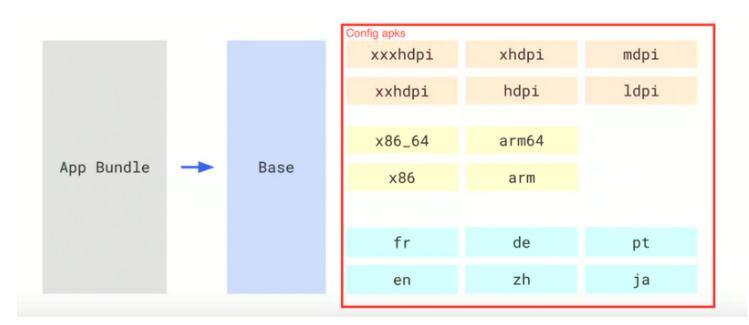 Config apks
xxxhdpi xhdpi mdpi
xxhdpi hdpi ldpi
x86_64 arm64
App Bundle Base
x86 arm
fr de pt
en zh ja